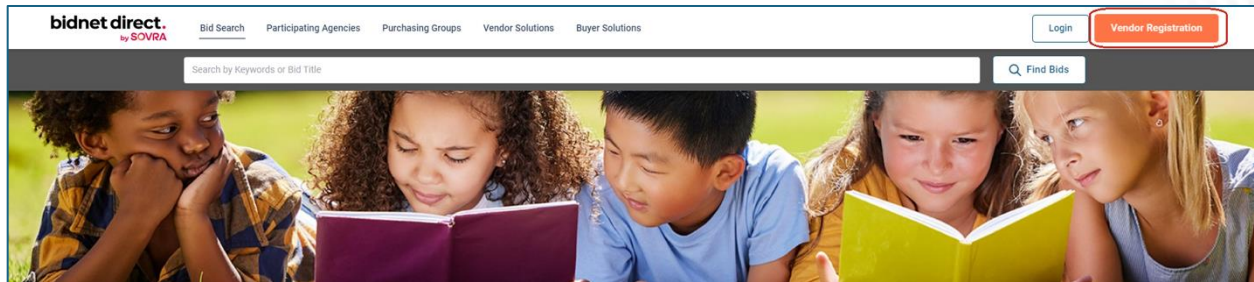 bidnet direct.
by SOVRA
Bid Search
Participating Agencies
Purchasing Groups
Vendor Solutions
Buyer Solutions
Login
Vendor Registration
Search by Keywords or Bid Title
Find Bids